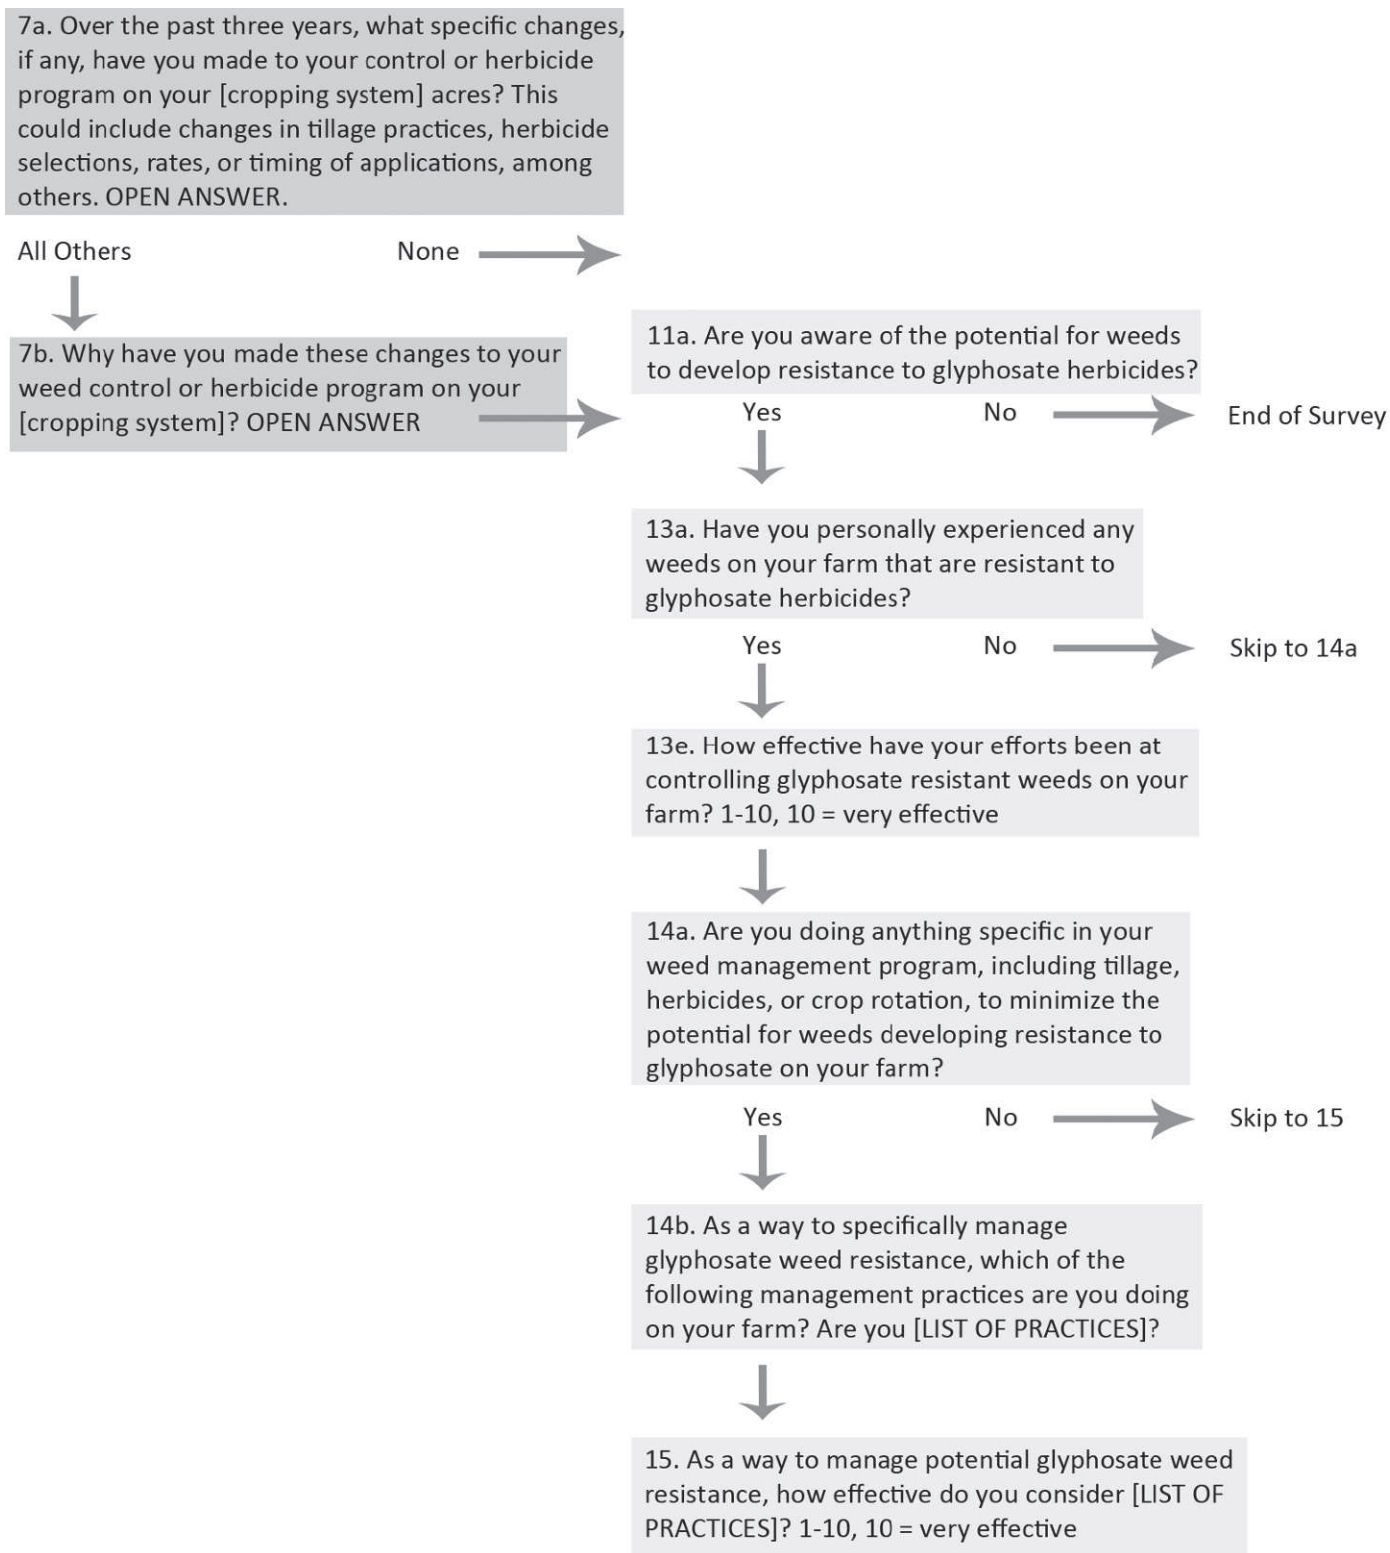 7a. Over the past three years, what specific changes,
if any, have you made to your control or herbicide
program on your [cropping system] acres? This
could include changes in tillage practices, herbicide
selections, rates, or timing of applications, among
others. OPEN ANSWER.
All Others
None
7b. Why have you made these changes to your
weed control or herbicide program on your
[cropping system]? OPEN ANSWER
11a. Are you aware of the potential for weeds
to develop resistance to glyphosate herbicides?
Yes
No
End of Survey
13a. Have you personally experienced any
weeds on your farm that are resistant to
glyphosate herbicides?
Yes
No
Skip to 14a
13e. How effective have your efforts been at
controlling glyphosate resistant weeds on your
farm? 1-10, 10 = very effective
14a. Are you doing anything specific in your
weed management program, including tillage,
herbicides, or crop rotation, to minimize the
potential for weeds developing resistance to
glyphosate on your farm?
Yes
No
Skip to 15
14b. As a way to specifically manage
glyphosate weed resistance, which of the
following management practices are you doing
on your farm? Are you [LIST OF PRACTICES]?
15. As a way to manage potential glyphosate weed
resistance, how effective do you consider [LIST OF
PRACTICES]? 1-10, 10 = very effective